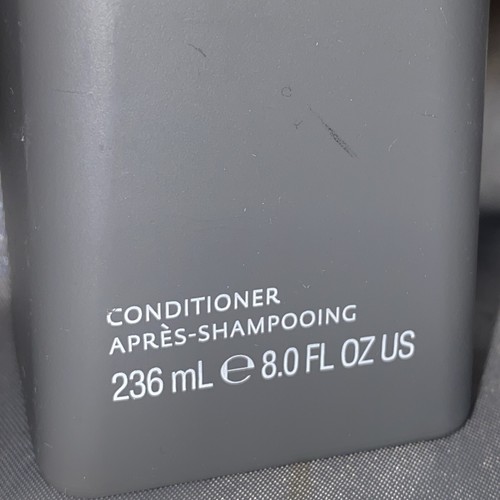 CONDITIONER
APRÈS-SHAMPOOING
236 mL ℮ 8.0 FL OZ US